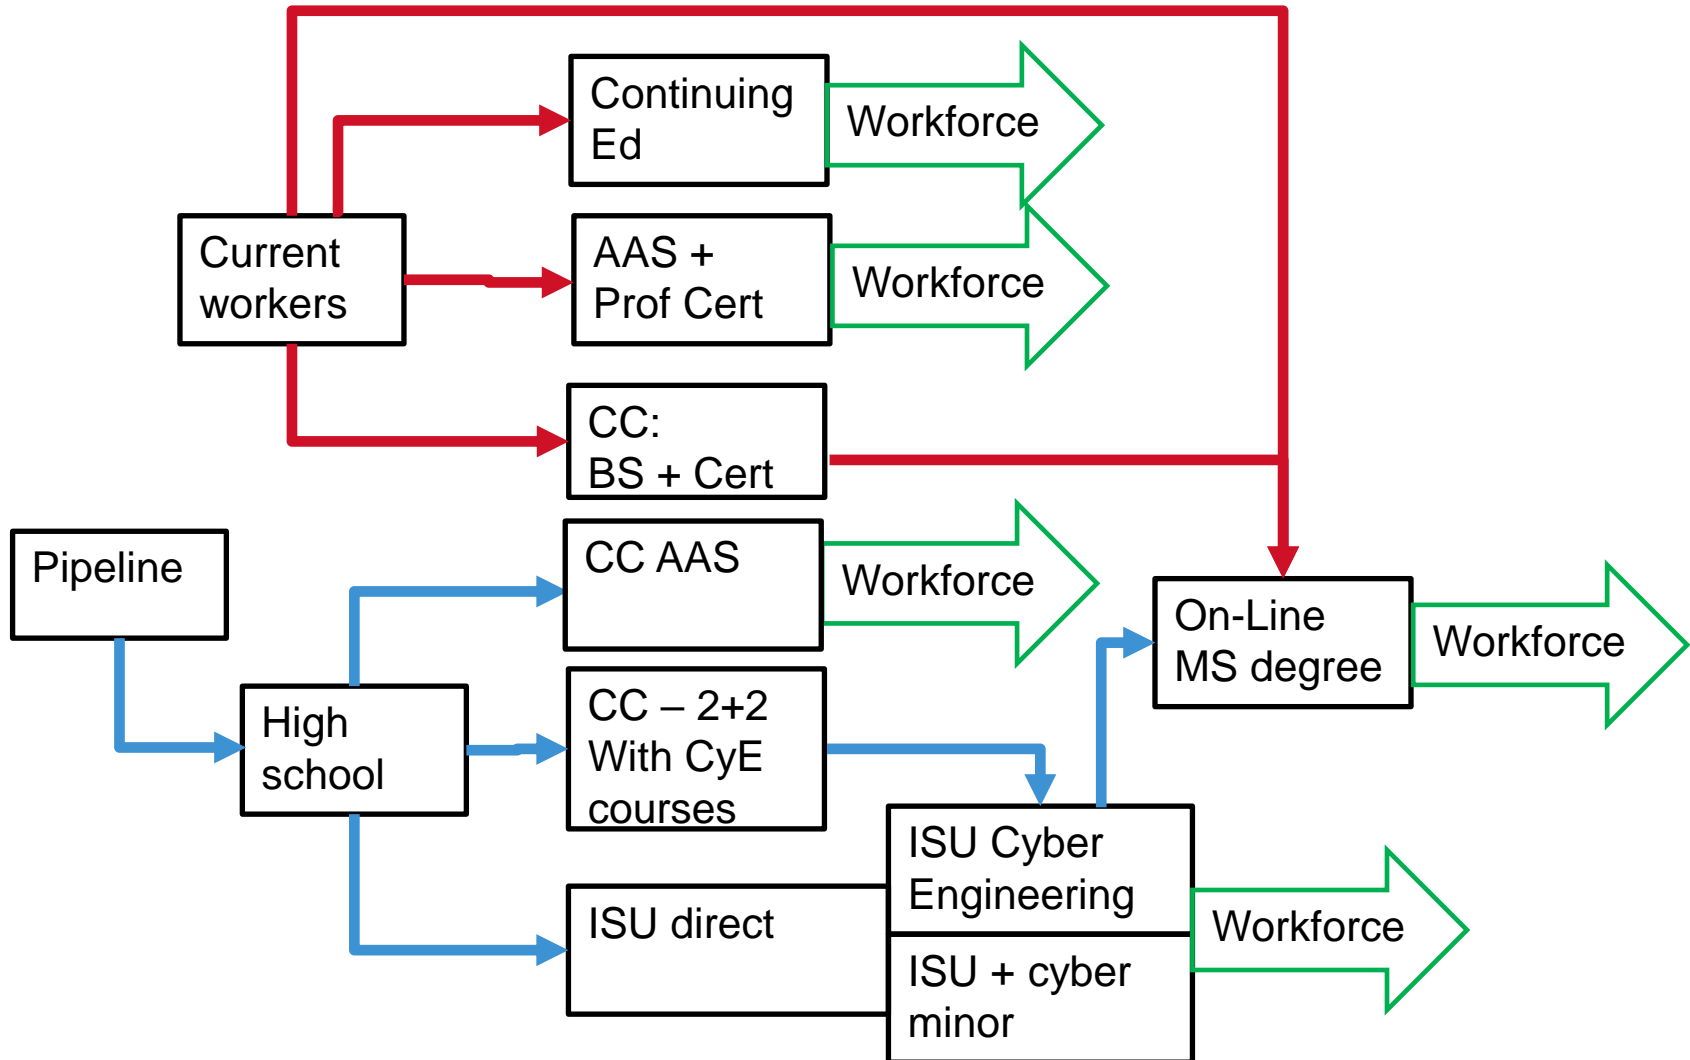 Continuing
Ed
Workforce
Current
workers
AAS +
Prof Cert
Workforce
CC:
BS + Cert
Pipeline
CC AAS
Workforce
On-Line
MS degree
Workforce
High
school
CC – 2+2
With CyE
courses
ISU Cyber
Engineering
ISU direct
Workforce
ISU + cyber
minor